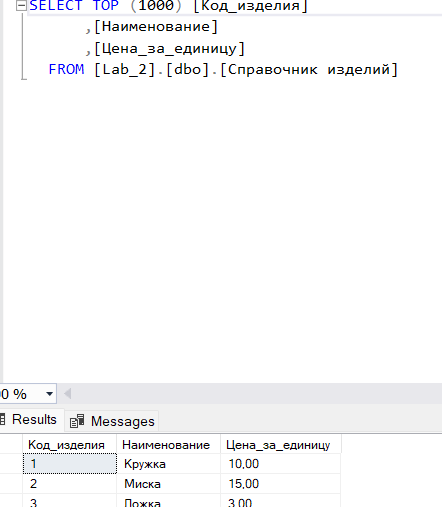 SELECT TOP (1000) [Код_изделия]
,[Наименование]
,[Цена_за_единицу]
FROM [Lab_2].[dbo].[Справочник изделий]
0 %
Results Messages
Код_изделия Наименование Цена_за_единицу
1 Кружка 10,00
2 Миска 15,00
3 Ложка 3,00